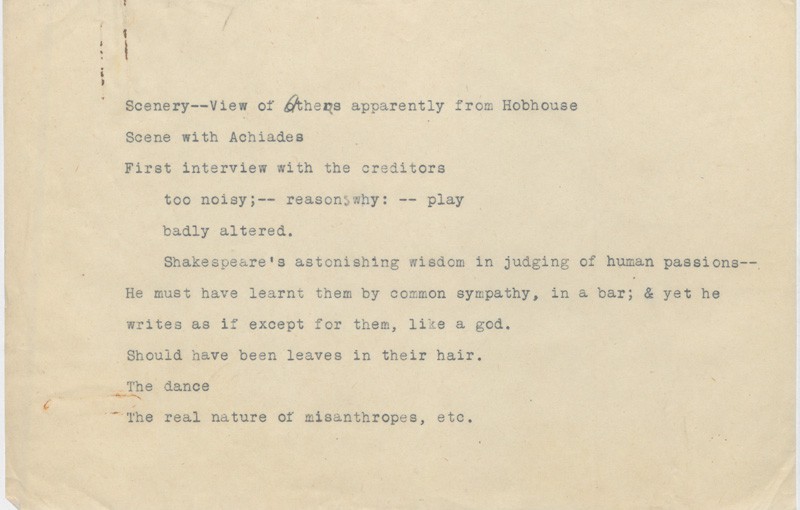 Scenery--View of Athens apparently from Hobhouse
Scene with Achiades
First interview with the creditors
too noisy;-- reasons why: -- play
badly altered.
Shakespeare's astonishing wisdom in judging of human passions--
He must have learnt them by common sympathy, in a bar; & yet he
writes as if except for them, like a god.
Should have been leaves in their hair.
The dance
The real nature of misanthropes, etc.